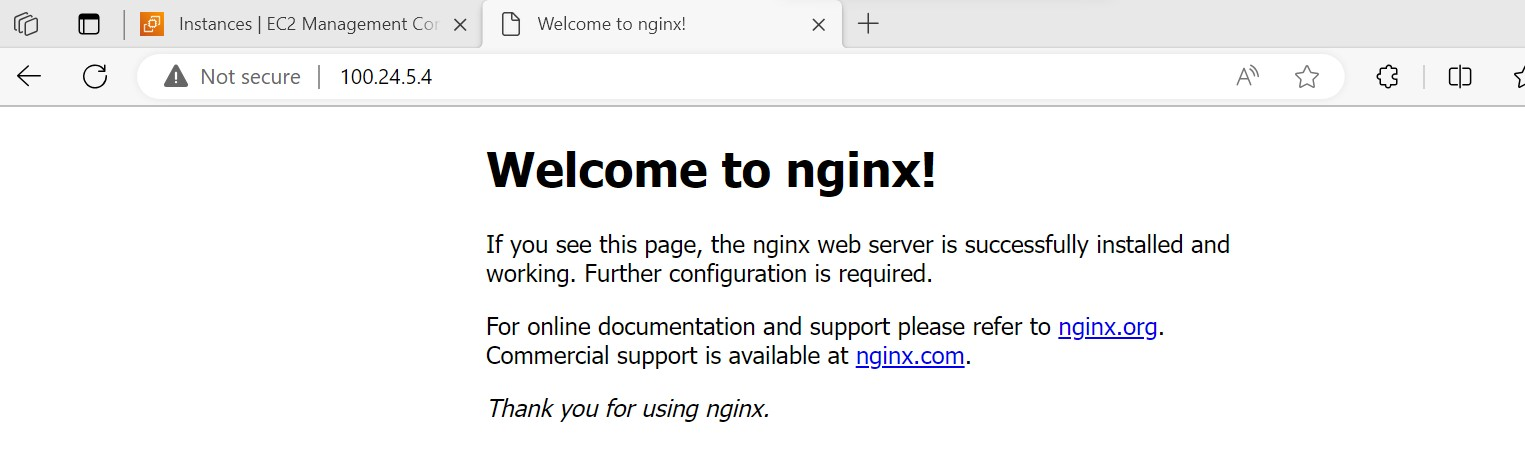 Instances | EC2 Management Cor
Welcome to nginx!
Not secure | 100.24.5.4
Welcome to nginx!
If you see this page, the nginx web server is successfully installed and
working. Further configuration is required.
For online documentation and support please refer to nginx.org.
Commercial support is available at nginx.com.
Thank you for using nginx.